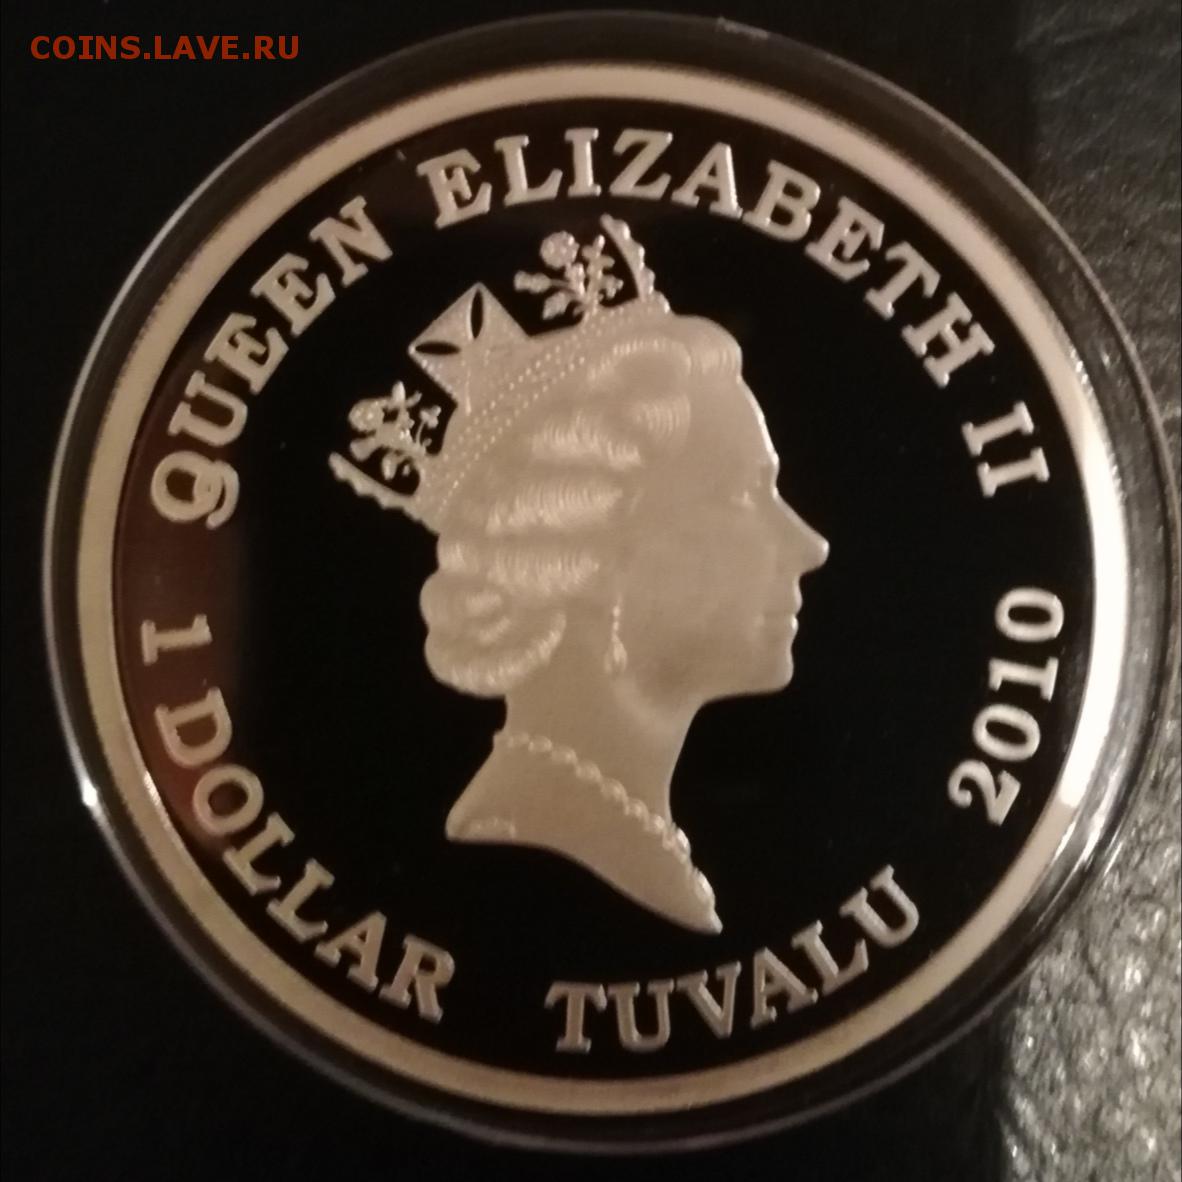 COINS.LAVE.RU
QUEEN ELIZABETH II
2010
1 DOLLAR TUVALU